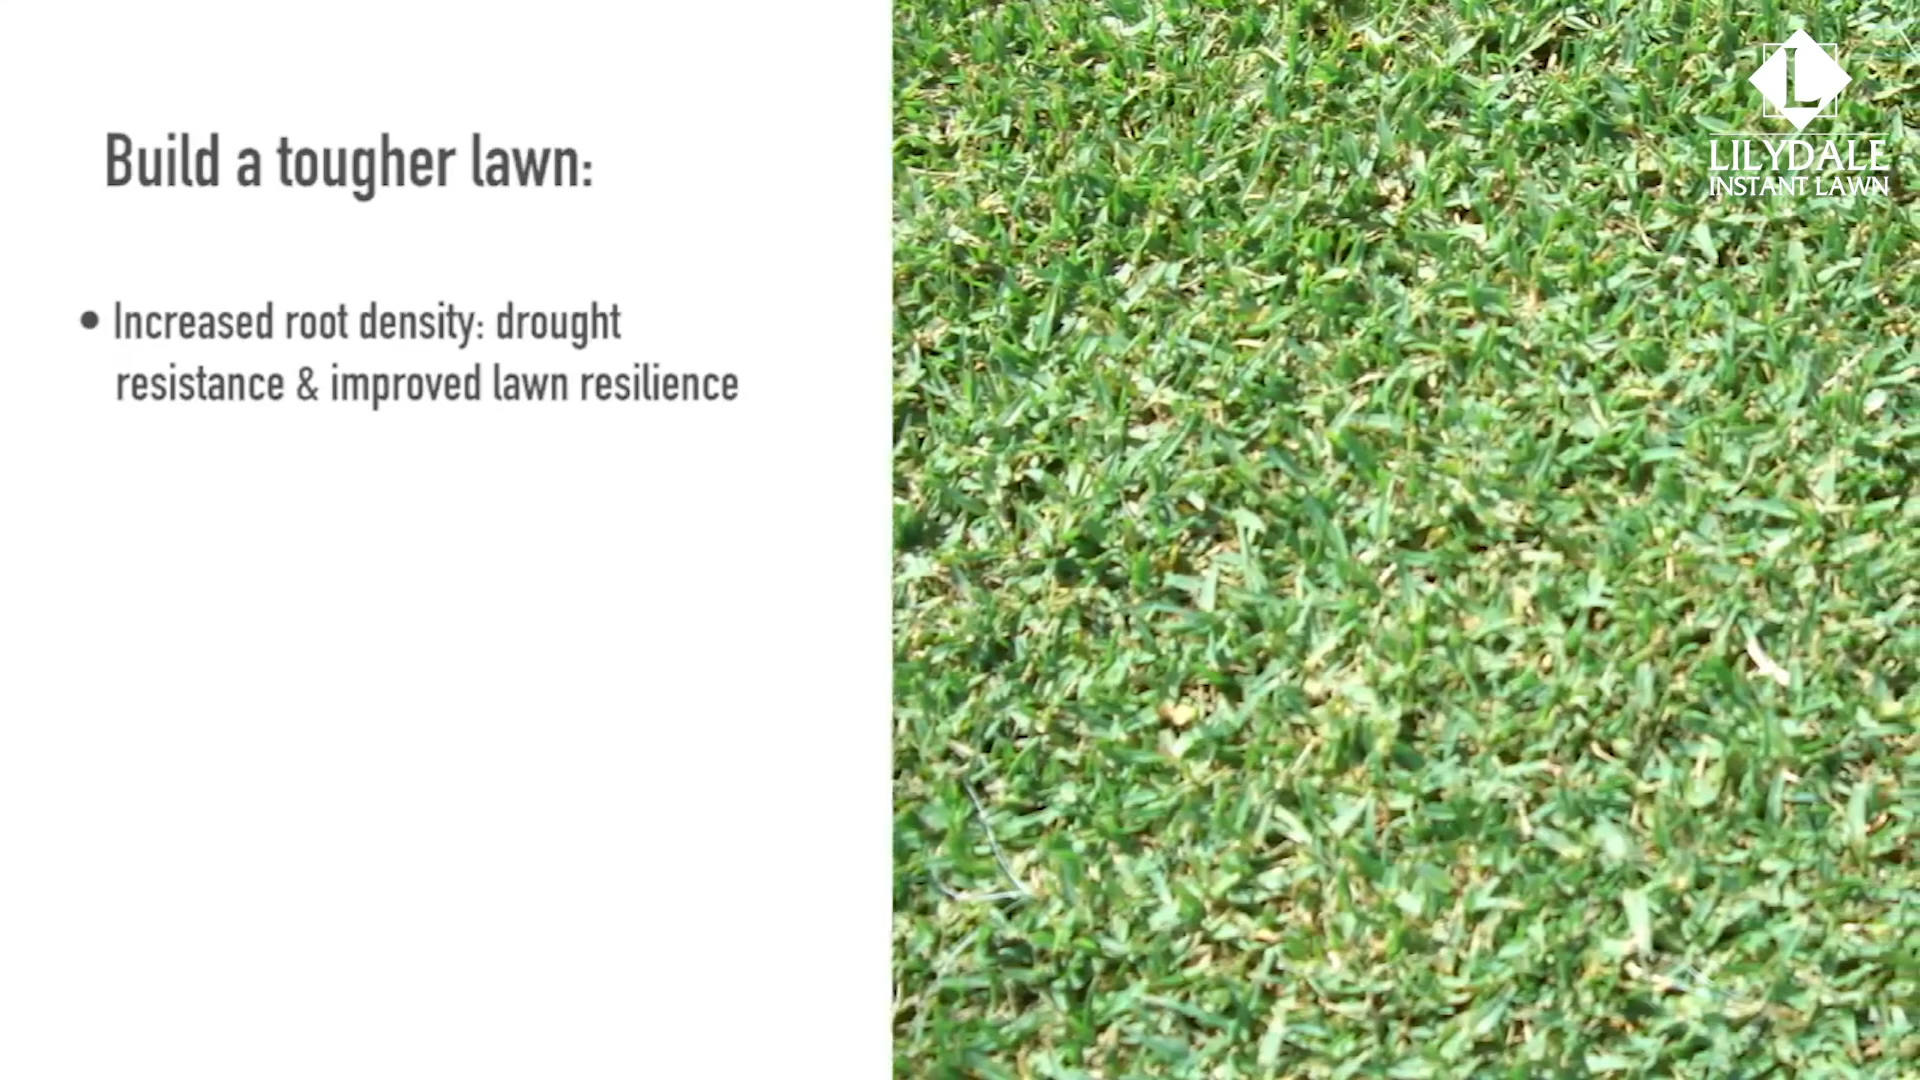 Build a tougher lawn:
• Increased root density: drought
resistance & improved lawn resilience
L
LILYDALE
INSTANT LAWN